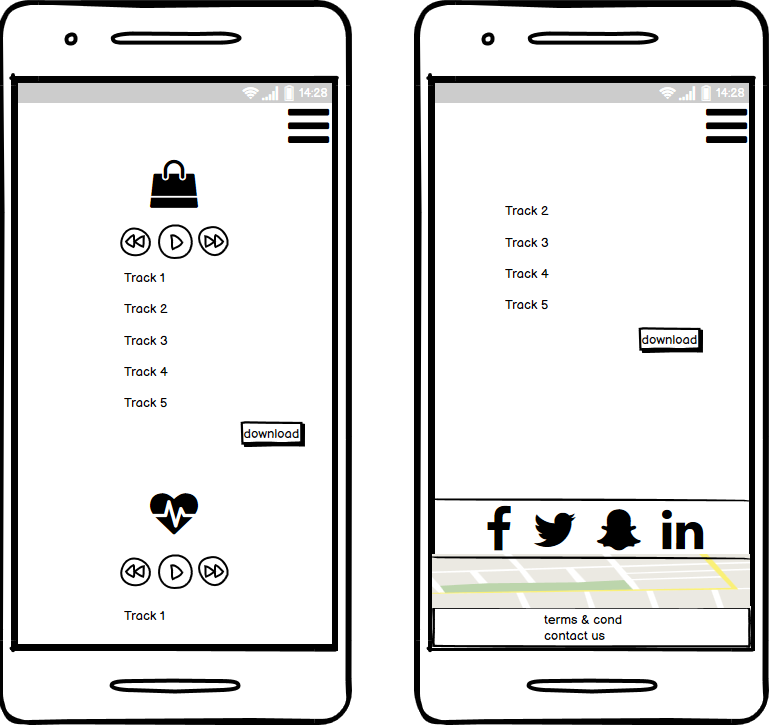 14:28
Track 1
Track 2
Track 3
Track 4
Track 5
download
Track 1
14:28
Track 2
Track 3
Track 4
Track 5
download
f
in
terms & cond
contact us